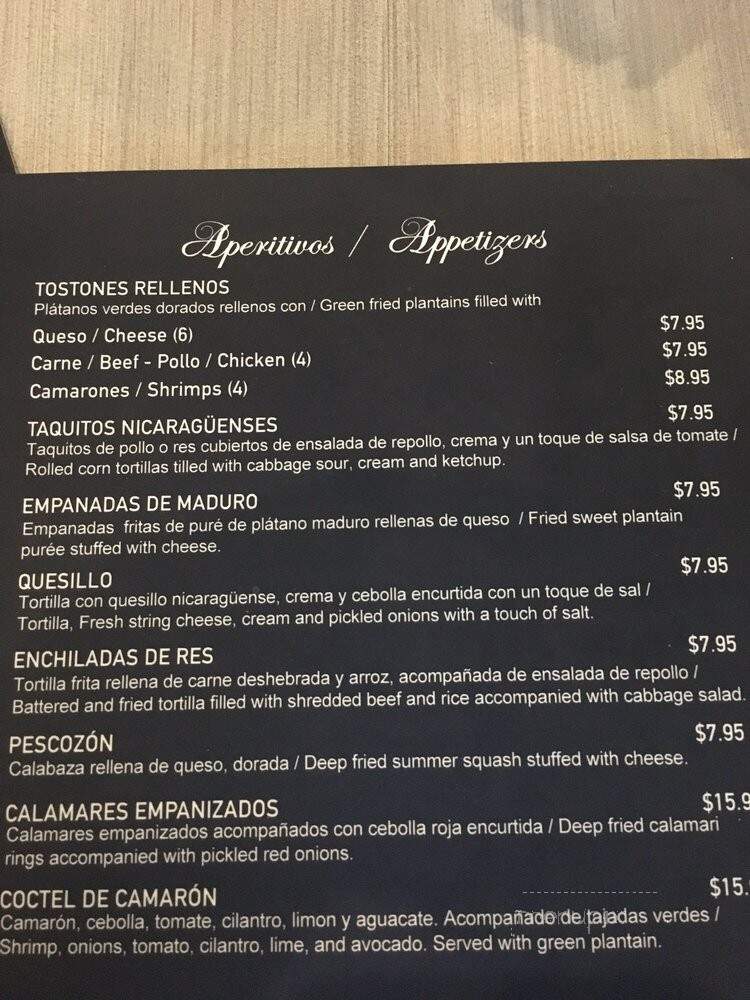 Aperitivos / Appetizers
TOSTONES RELLENOS
Plátanos verdes dorados rellenos con / Green fried plantains filled with
Queso / Cheese (6) $7.95
Carne / Beef - Pollo / Chicken (4) $7.95
Camarones / Shrimps (4) $8.95
TAQUITOS NICARAGÜENSES $7.95
Taquitos de pollo o res cubiertos de ensalada de repollo, crema y un toque de salsa de tomate /
Rolled corn tortillas tilled with cabbage sour, cream and ketchup.
EMPANADAS DE MADURO $7.95
Empanadas fritas de puré de plátano maduro rellenas de queso / Fried sweet plantain
purée stuffed with cheese.
QUESILLO $7.95
Tortilla con quesillo nicaragüense, crema y cebolla encurtida con un toque de sal /
Tortilla, Fresh string cheese, cream and pickled onions with a touch of salt.
ENCHILADAS DE RES $7.95
Tortilla frita rellena de carne deshebrada y arroz, acompañada de ensalada de repollo /
Battered and fried tortilla filled with shredded beef and rice accompanied with cabbage salad.
PESCOZÓN $7.95
Calabaza rellena de queso, dorada / Deep fried summer squash stuffed with cheese.
CALAMARES EMPANIZADOS $15.9
Calamares empanizados acompañados con cebolla roja encurtida / Deep fried calamari
rings accompanied with pickled red onions.
COCTEL DE CAMARÓN $15.
Camarón, cebolla, tomate, cilantro, limon y aguacate. Acompañado de tajadas verdes /
Shrimp, onions, tomato, cilantro, lime, and avocado. Served with green plantain.